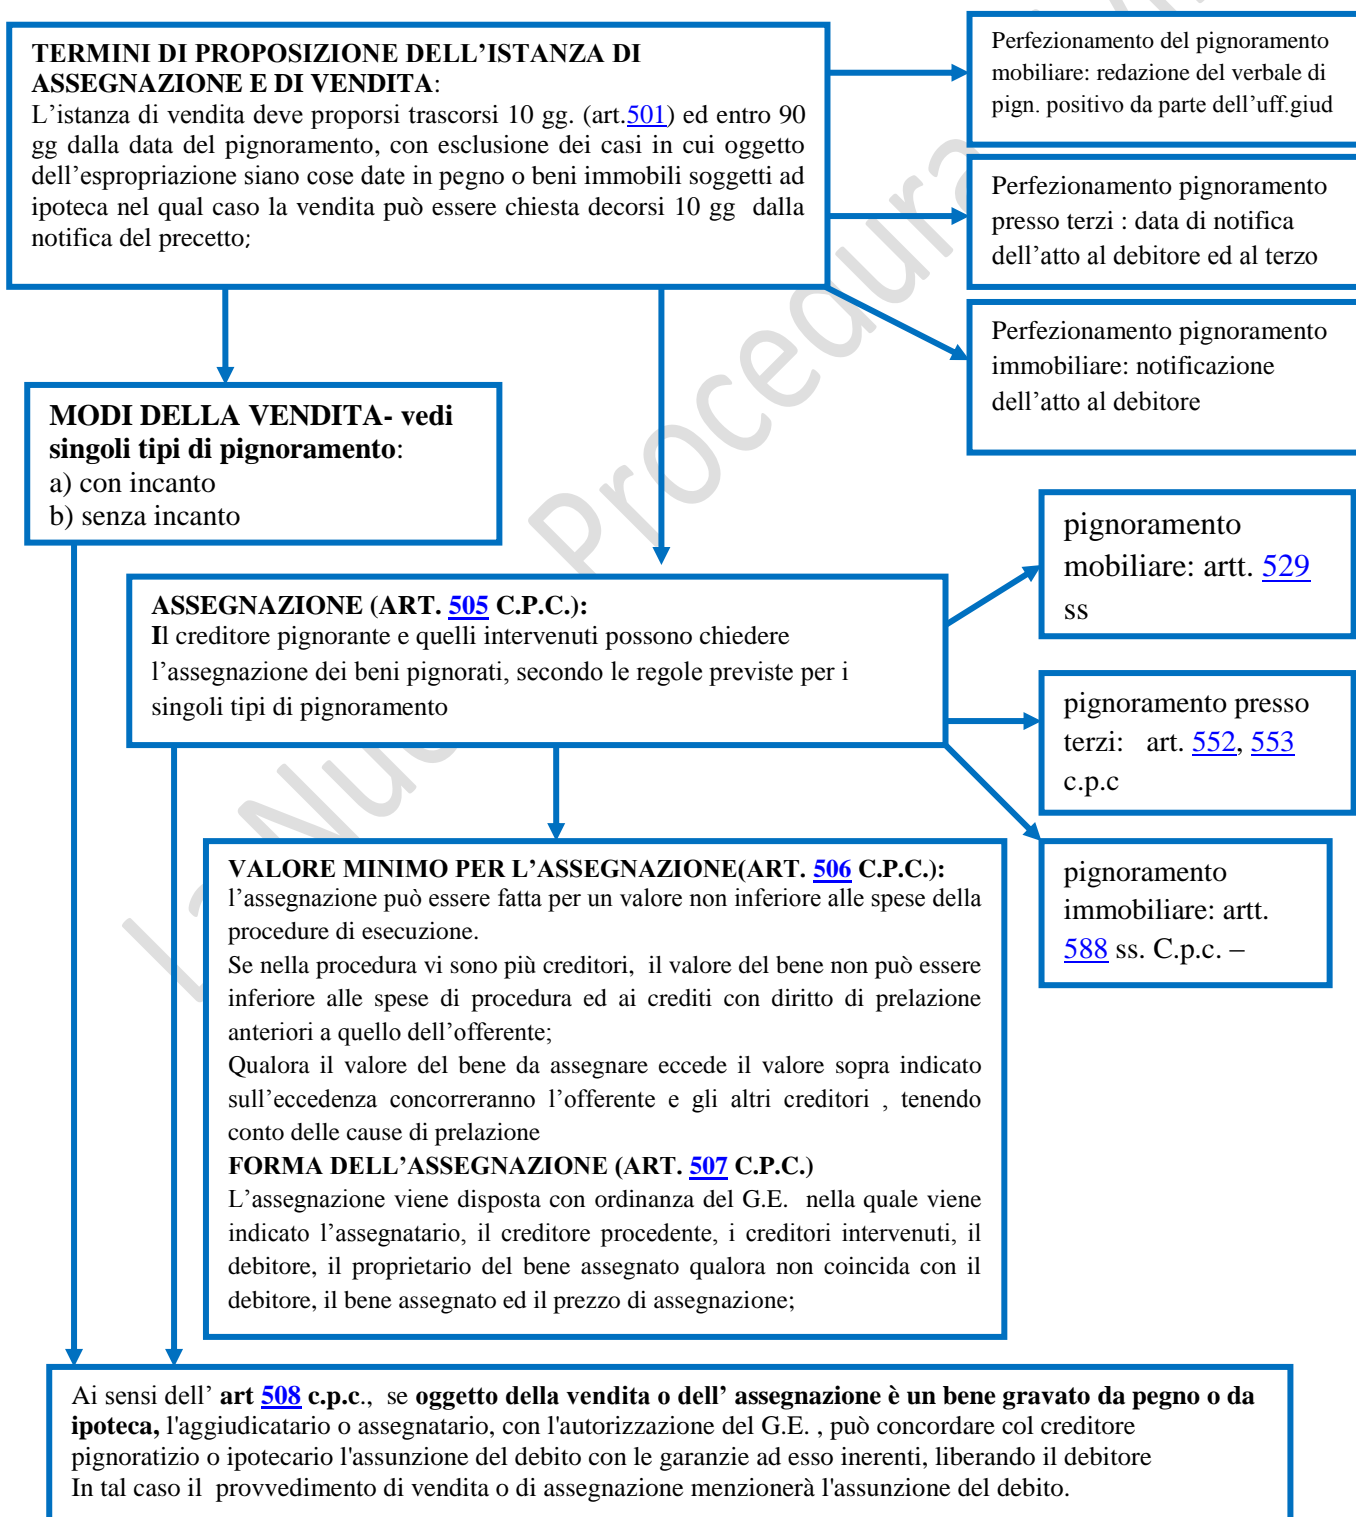 TERMINI DI PROPOSIZIONE DELL’ISTANZA DI
ASSEGNAZIONE E DI VENDITA:
L’istanza di vendita deve proporsi trascorsi 10 gg. (art.501) ed entro 90
gg dalla data del pignoramento, con esclusione dei casi in cui oggetto
dell’espropriazione siano cose date in pegno o beni immobili soggetti ad
ipoteca nel qual caso la vendita può essere chiesta decorsi 10 gg dalla
notifica del precetto;
Perfezionamento del pignoramento
mobiliare: redazione del verbale di
pign. positivo da parte dell’uff.giud
Perfezionamento pignoramento
presso terzi : data di notifica
dell’atto al debitore ed al terzo
Perfezionamento pignoramento
immobiliare: notificazione
dell’atto al debitore
MODI DELLA VENDITA- vedi
singoli tipi di pignoramento:
a) con incanto
b) senza incanto
ASSEGNAZIONE (ART. 505 C.P.C.):
Il creditore pignorante e quelli intervenuti possono chiedere
l’assegnazione dei beni pignorati, secondo le regole previste per i
singoli tipi di pignoramento
pignoramento
mobiliare: artt. 529
ss
pignoramento presso
terzi: art. 552, 553
c.p.c
pignoramento
immobiliare: artt.
588 ss. C.p.c. –
VALORE MINIMO PER L’ASSEGNAZIONE(ART. 506 C.P.C.):
l’assegnazione può essere fatta per un valore non inferiore alle spese della
procedure di esecuzione.
Se nella procedura vi sono più creditori, il valore del bene non può essere
inferiore alle spese di procedura ed ai crediti con diritto di prelazione
anteriori a quello dell’offerente;
Qualora il valore del bene da assegnare eccede il valore sopra indicato
sull’eccedenza concorreranno l’offerente e gli altri creditori , tenendo
conto delle cause di prelazione
FORMA DELL’ASSEGNAZIONE (ART. 507 C.P.C.)
L’assegnazione viene disposta con ordinanza del G.E. nella quale viene
indicato l’assegnatario, il creditore procedente, i creditori intervenuti, il
debitore, il proprietario del bene assegnato qualora non coincida con il
debitore, il bene assegnato ed il prezzo di assegnazione;
Ai sensi dell’ art 508 c.p.c., se oggetto della vendita o dell’ assegnazione è un bene gravato da pegno o da
ipoteca, l'aggiudicatario o assegnatario, con l'autorizzazione del G.E. , può concordare col creditore
pignoratizio o ipotecario l'assunzione del debito con le garanzie ad esso inerenti, liberando il debitore
In tal caso il provvedimento di vendita o di assegnazione menzionerà l'assunzione del debito.
Procedura